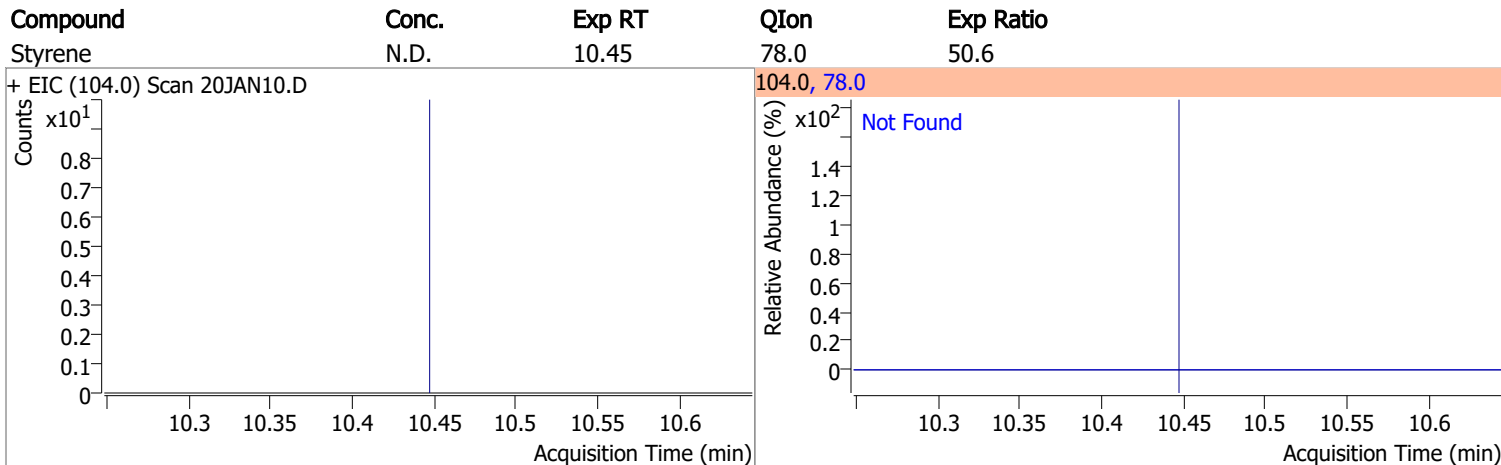 Compound Conc. Exp RT QIon Exp Ratio
Styrene N.D. 10.45 78.0 50.6
+ EIC (104.0) Scan 20JAN10.D
Counts
x10¹
0.8
0.7
0.6
0.5
0.4
0.3
0.2
0.1
0
10.3 10.35 10.4 10.45 10.5 10.55 10.6
Acquisition Time (min)
104.0, 78.0
Relative Abundance (%)
x10²
Not Found
1.4
1.2
1
0.8
0.6
0.4
0.2
0
10.3 10.35 10.4 10.45 10.5 10.55 10.6
Acquisition Time (min)